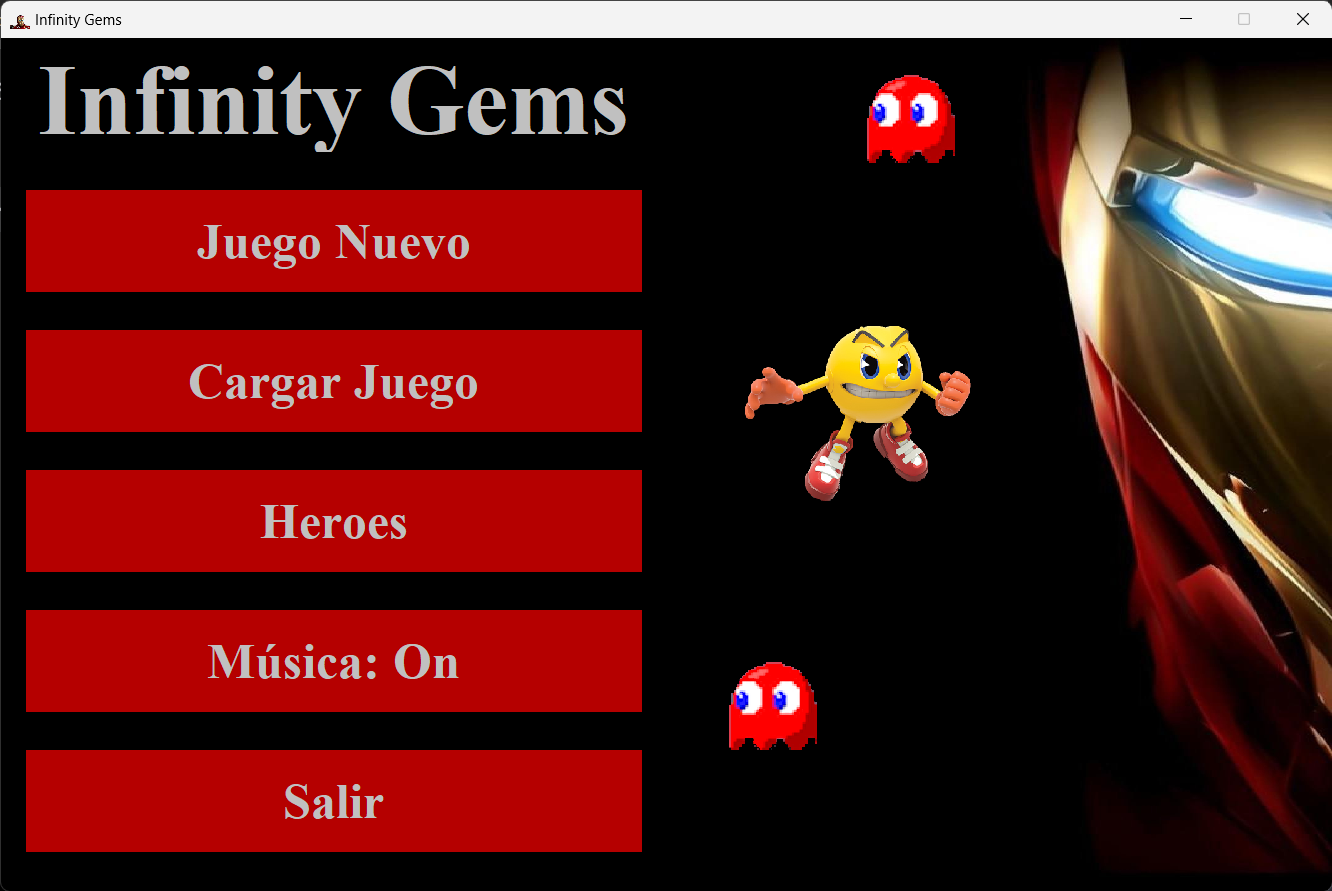 Infinity Gems
Infinity Gems
Juego Nuevo
Cargar Juego
Heroes
Música: On
Salir